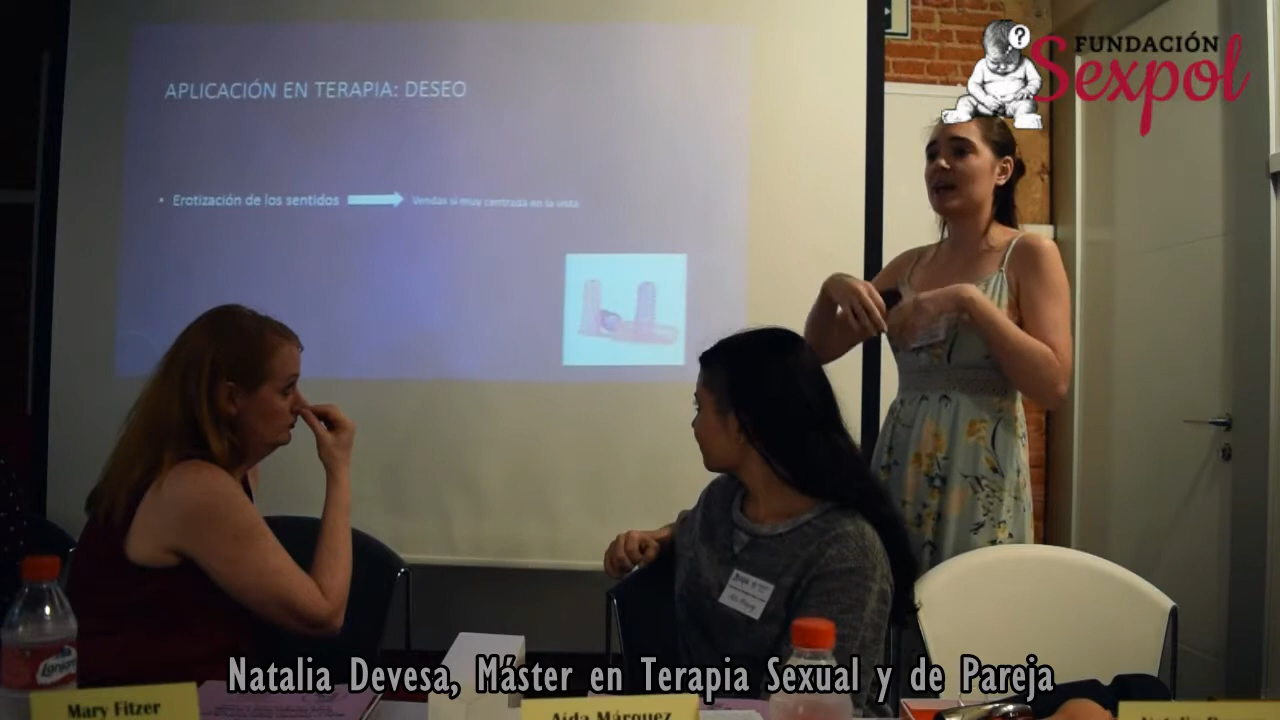 FUNDACIÓN
Sexpol
?
APLICACIÓN EN TERAPIA: DESEO
• Erotización de los sentidos
Vendas si muy centrada en la vista
Natalia Devesa, Máster en Terapia Sexual y de Pareja
Mary Fitzer
Aída Márquez